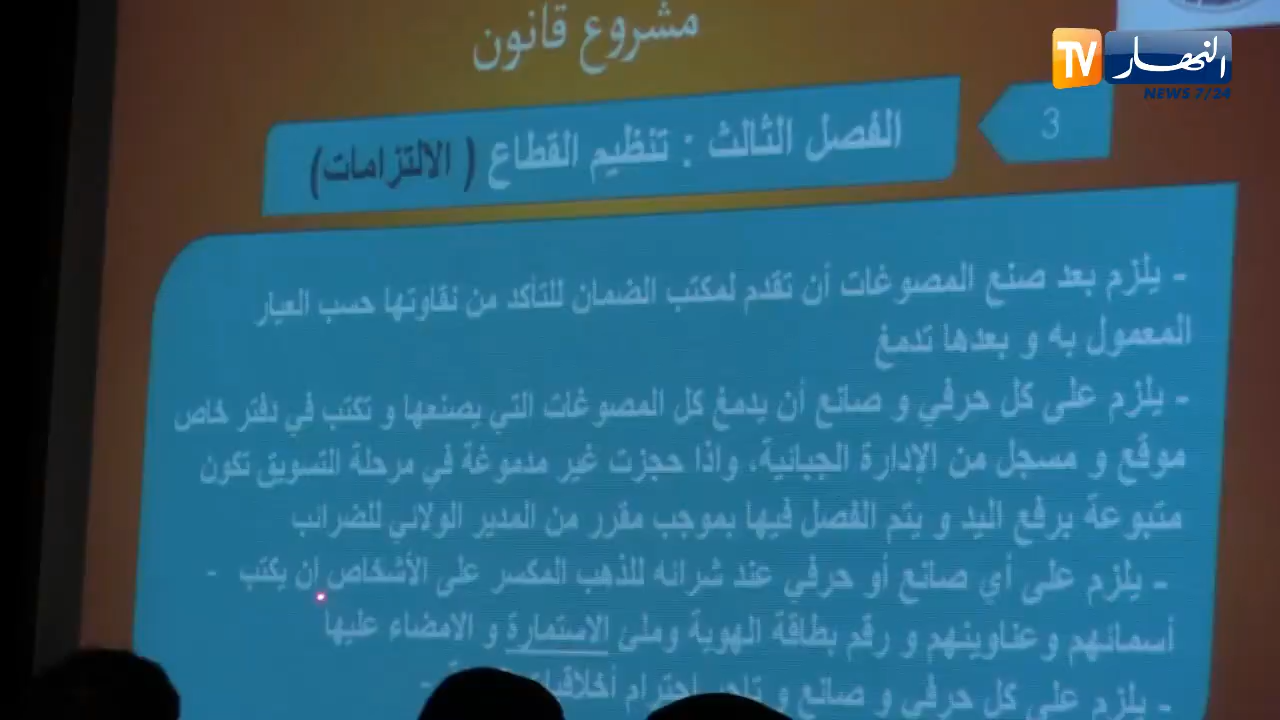 مشروع قانون
النهار TV
NEWS 7/24
3
الفصل الثالث : تنظيم القطاع ( الالتزامات)
- يلزم بعد صنع المصوغات أن تقدم لمكتب الضمان للتأكد من نقاوتها حسب العيار
المعمول به و بعدها تدمغ
- يلزم على كل حرفي و صانع أن يدمغ كل المصوغات التي يصنعها و تكتب في دفتر خاص
موقع و مسجل من الإدارة الجبائية، واذا حجزت غير مدموغة في مرحلة التسويق تكون
متبوعة برفع اليد و يتم الفصل فيها بموجب مقرر من المدير الولائي للضرائب
- يلزم على أي صانع أو حرفي عند شرائه للذهب المكسر على الأشخاص إن يكتب -
أسمائهم وعناوينهم و رقم بطاقة الهوية وملئ الاستمارة و الامضاء عليها
- يلزم على كل حرفي و صانع و تاجر احترام